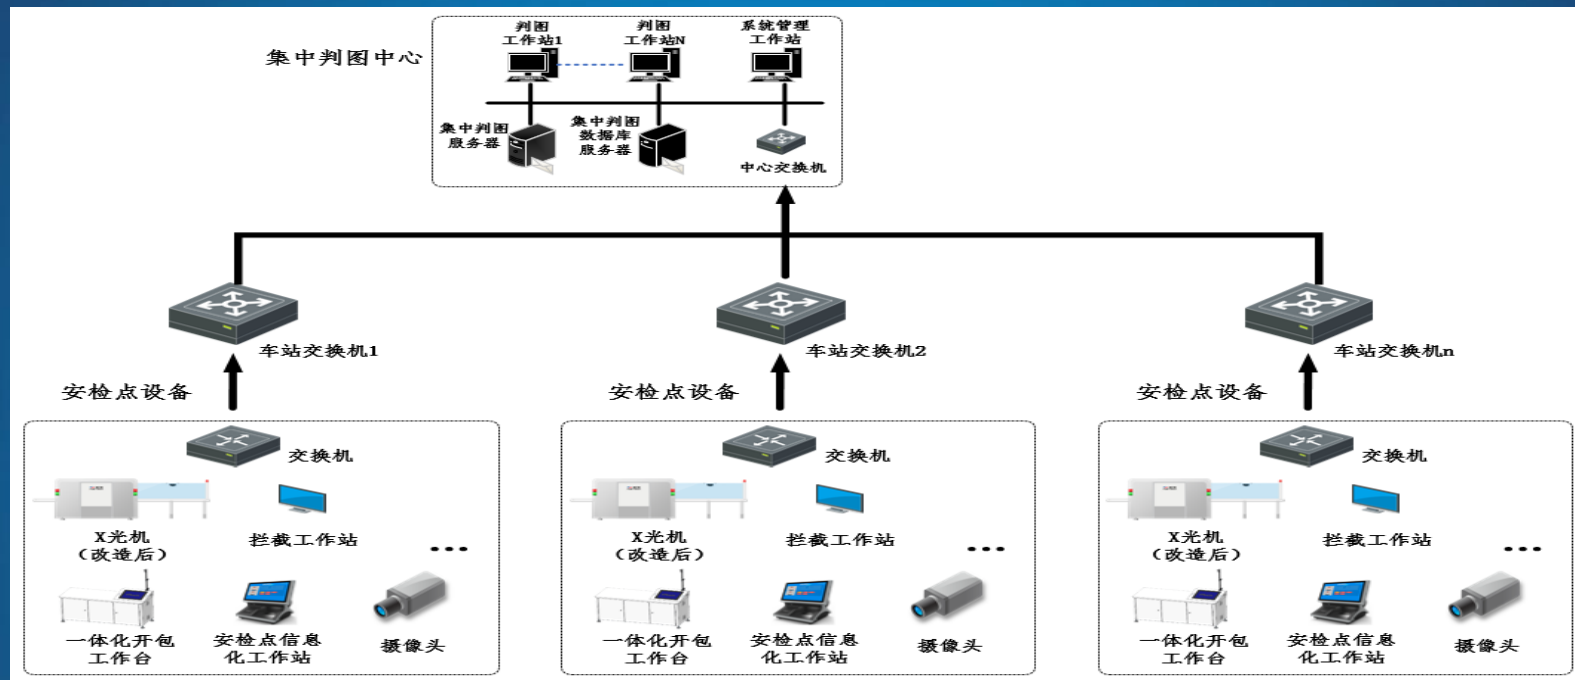 集中判图中心
判图
工作站1
判图
工作站N
系统管理
工作站
集中判图
服务器
集中判图
数据库
服务器
中心交换机
车站交换机1
车站交换机2
车站交换机n
安检点设备
安检点设备
安检点设备
交换机
X光机
（改造后）
拦截工作站
...
一体化开包
工作台
安检点信息
化工作站
摄像头
交换机
X光机
（改造后）
拦截工作站
...
一体化开包
工作台
安检点信息
化工作站
摄像头
交换机
X光机
（改造后）
拦截工作站
...
一体化开包
工作台
安检点信息
化工作站
摄像头